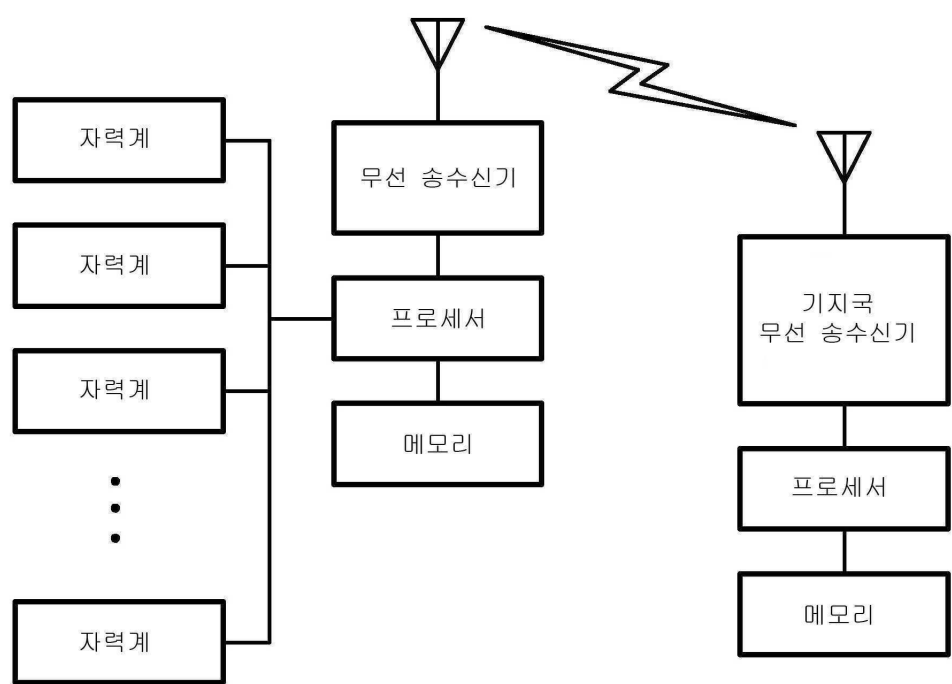 자력계
자력계
자력계
자력계
무선 송수신기
프로세서
메모리
기지국
무선 송수신기
프로세서
메모리